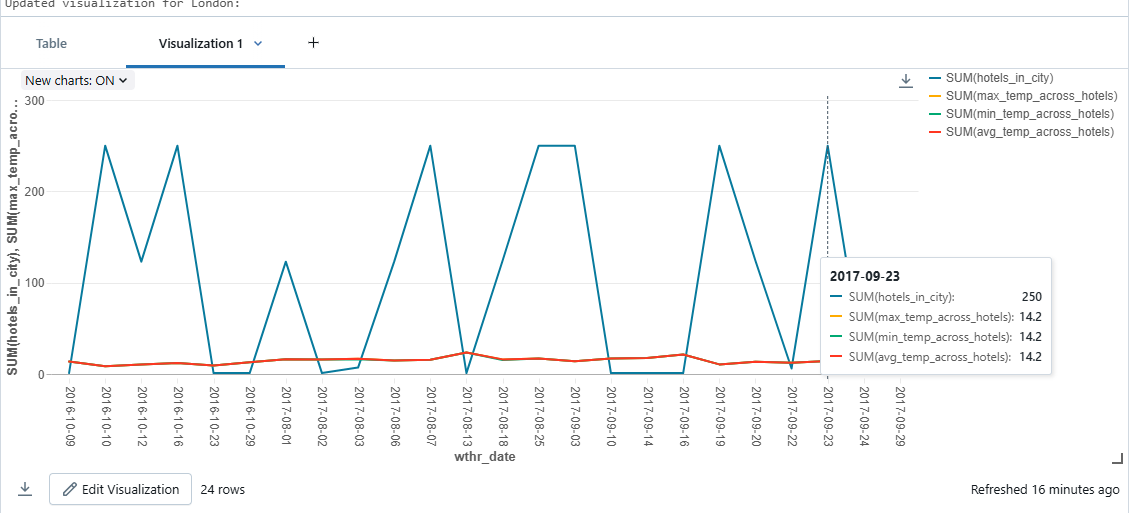 Updated visualization for London:
Table
Visualization 1
+
New charts: ON
SUM(hotels_in_city)
SUM(max_temp_across_hotels)
SUM(min_temp_across_hotels)
SUM(avg_temp_across_hotels)
SUM(hotels_in_city), SUM(max_temp_acro...
300
200
100
0
2017-09-23
SUM(hotels_in_city): 250
SUM(max_temp_across_hotels): 14.2
SUM(min_temp_across_hotels): 14.2
SUM(avg_temp_across_hotels): 14.2
2016-10-09
2016-10-10
2016-10-12
2016-10-16
2016-10-23
2016-10-29
2017-08-01
2017-08-02
2017-08-03
2017-08-06
2017-08-07
2017-08-13
2017-08-18
2017-08-25
2017-09-03
2017-09-10
2017-09-14
2017-09-16
2017-09-19
2017-09-20
2017-09-22
2017-09-23
2017-09-24
2017-09-29
wthr_date
Edit Visualization
24 rows
Refreshed 16 minutes ago